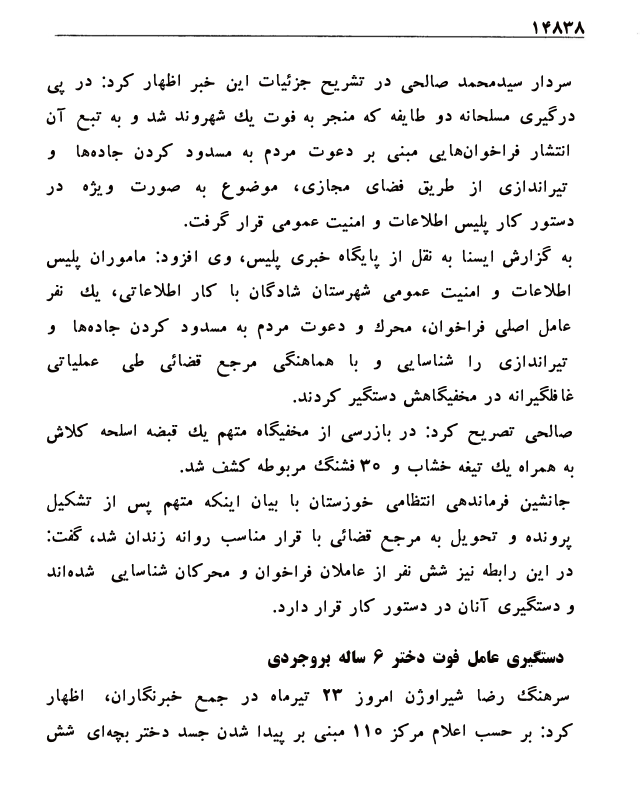 ۱۴۸۳۸
سردار سیدمحمد صالحی در تشریح جزئیات این خبر اظهار کرد: در پی
درگیری مسلحانه دو طایفه که منجر به فوت یك شهروند شد و به تبع آن
انتشار فراخوان‌هایی مبنی بر دعوت مردم به مسدود کردن جاده‌ها و
تیراندازی از طریق فضای مجازی، موضوع به صورت ویژه در
دستور کار پلیس اطلاعات و امنیت عمومی قرار گرفت.
به گزارش ایسنا به نقل از پایگاه خبری پلیس، وی افزود: ماموران پلیس
اطلاعات و امنیت عمومی شهرستان شادگان با کار اطلاعاتی، یك نفر
عامل اصلی فراخوان، محرك و دعوت مردم به مسدود کردن جاده‌ها و
تیراندازی را شناسایی و با هماهنگی مرجع قضائی طی عملیاتی
غافلگیرانه در مخفیگاهش دستگیر کردند.
صالحی تصریح کرد: در بازرسی از مخفیگاه متهم یك قبضه اسلحه کلاش
به همراه یك تیغه خشاب و ۳۰ فشنگ مربوطه کشف شد.
جانشین فرماندهی انتظامی خوزستان با بیان اینکه متهم پس از تشکیل
پرونده و تحویل به مرجع قضائی با قرار مناسب روانه زندان شد، گفت:
در این رابطه نیز شش نفر از عاملان فراخوان و محرکان شناسایی شده‌اند
و دستگیری آنان در دستور کار قرار دارد.
دستگیری عامل فوت دختر ۶ ساله بروجردی
سرهنگ رضا شیراوژن امروز ۲۳ تیرماه در جمع خبرنگاران، اظهار
کرد: بر حسب اعلام مرکز ۱۱۰ مبنی بر پیدا شدن جسد دختر بچه‌ای شش